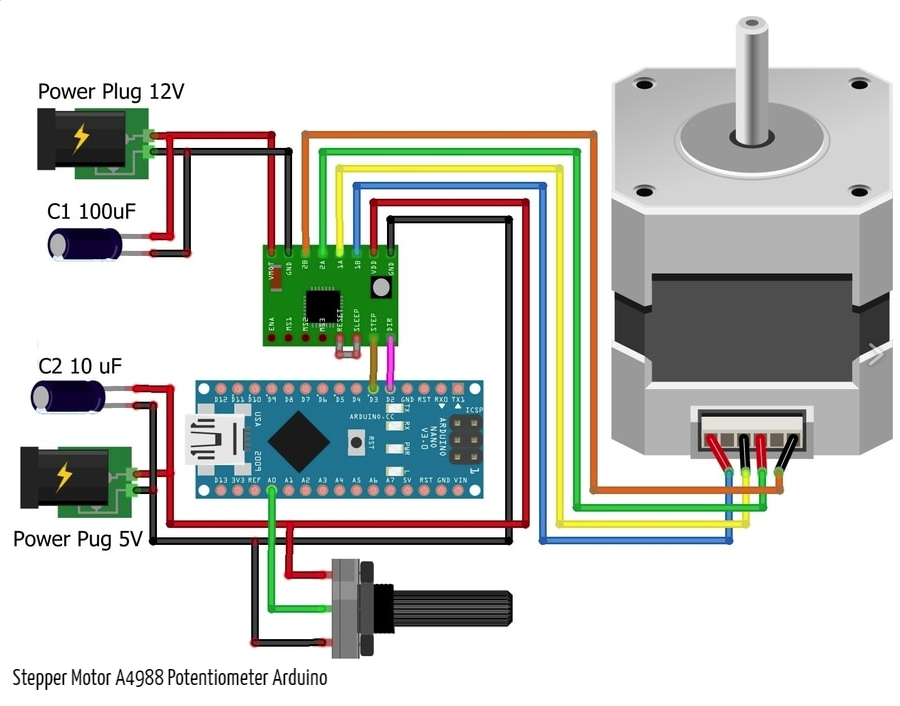 Power Plug 12V
C1 100uF
VMOT GND 2B 2A 1A 1B VDD GND
ENA MS1 MS2 MS3 RESET SLEEP STEP DIR
C2 10 uF
D12 D11 D10 D9 D8 D7 D6 D5 D4 D3 D2 GND RST RX0 TX1
USA
2009
ARDUINO.CC
RST
TX
RX
PWR
L
ARDUINO
NANO
V3.0
ICSP
1
D13 3V3 REF A0 A1 A2 A3 A4 A5 A6 A7 5V RST GND VIN
Power Pug 5V
Stepper Motor A4988 Potentiometer Arduino